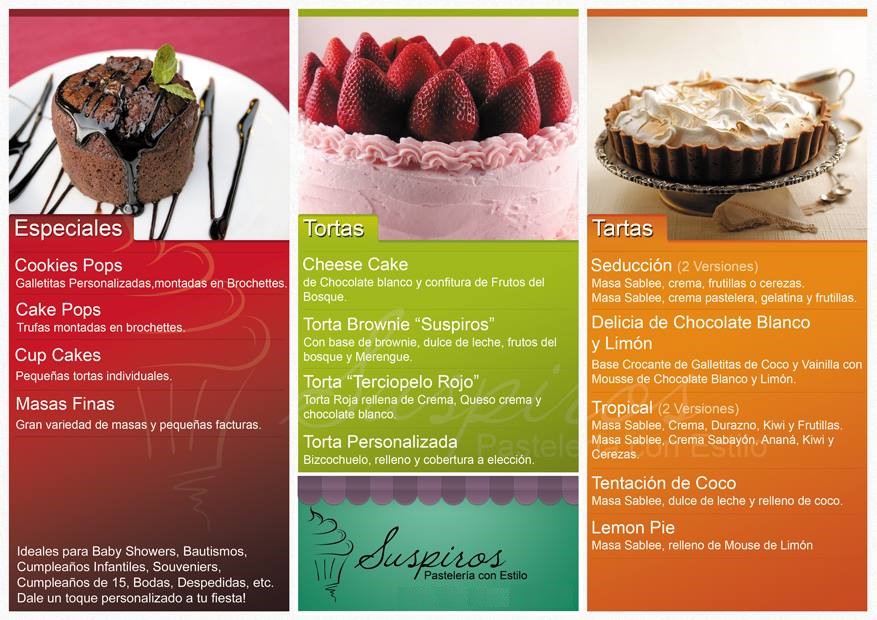 Especiales
Cookies Pops
Galletitas Personalizadas,montadas en Brochettes.
Cake Pops
Trufas montadas en brochettes.
Cup Cakes
Pequeñas tortas individuales.
Masas Finas
Gran variedad de masas y pequeñas facturas.
Ideales para Baby Showers, Bautismos,
Cumpleaños Infantiles, Souveniers,
Cumpleaños de 15, Bodas, Despedidas, etc.
Dale un toque personalizado a tu fiesta!
Tortas
Cheese Cake
de Chocolate blanco y confitura de Frutos del
Bosque.
Torta Brownie “Suspiros”
Con base de brownie, dulce de leche, frutos del
bosque y Merengue.
Torta “Terciopelo Rojo”
Torta Roja rellena de Crema, Queso crema y
chocolate blanco.
Torta Personalizada
Bizcochuelo, relleno y cobertura a elección.
Suspiros
Pastelería con Estilo
Suspiros
Pastelería con Estilo
Tartas
Seducción (2 Versiones)
Masa Sablee, crema, frutillas o cerezas.
Masa Sablee, crema pastelera, gelatina y frutillas.
Delicia de Chocolate Blanco
y Limón
Base Crocante de Galletitas de Coco y Vainilla con
Mousse de Chocolate Blanco y Limón.
Tropical (2 Versiones)
Masa Sablee, Crema, Durazno, Kiwi y Frutillas.
Masa Sablee, Crema Sabayón, Ananá, Kiwi y
Cerezas.
Tentación de Coco
Masa Sablee, dulce de leche y relleno de coco.
Lemon Pie
Masa Sablee, relleno de Mouse de Limón